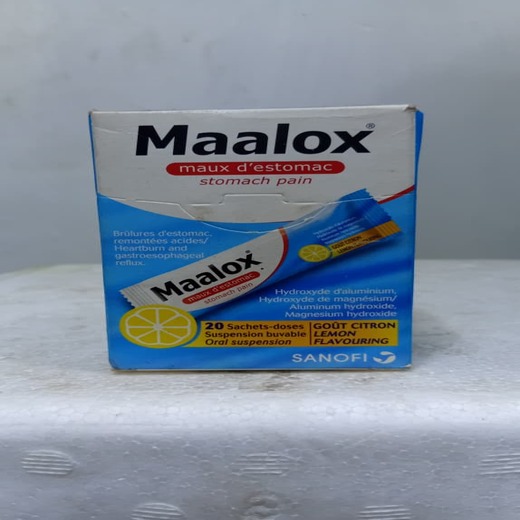 Maalox®
maux d'estomac
stomach pain
Brûlures d'estomac,
remontées acides/
Heartburn and
gastroesophageal
reflux.
Maalox
maux d'estomac
stomach pain
GOÛT CITRON
Hydroxyde d'aluminium,
Hydroxyde de magnésium/
Aluminum hydroxide,
Magnesium hydroxide
20 Sachets-doses
Suspension buvable
Oral suspension
GOÛT CITRON
LEMON
FLAVOURING
SANOFI